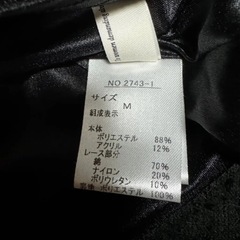 NO 2743-1
サイズ
M
組成表示
本体
ポリエステル 88%
アクリル 12%
レース部分
綿 70%
ナイロン 20%
ポリウレタン 10%
ポリエステル 100%